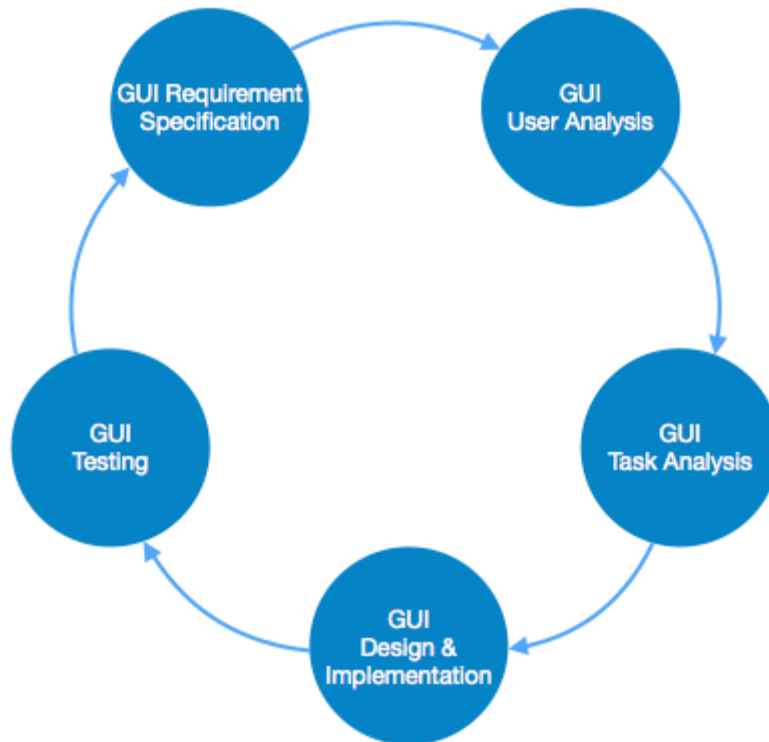 GUI Requirement
Specification
GUI
User Analysis
GUI
Task Analysis
GUI
Design &
Implementation
GUI
Testing